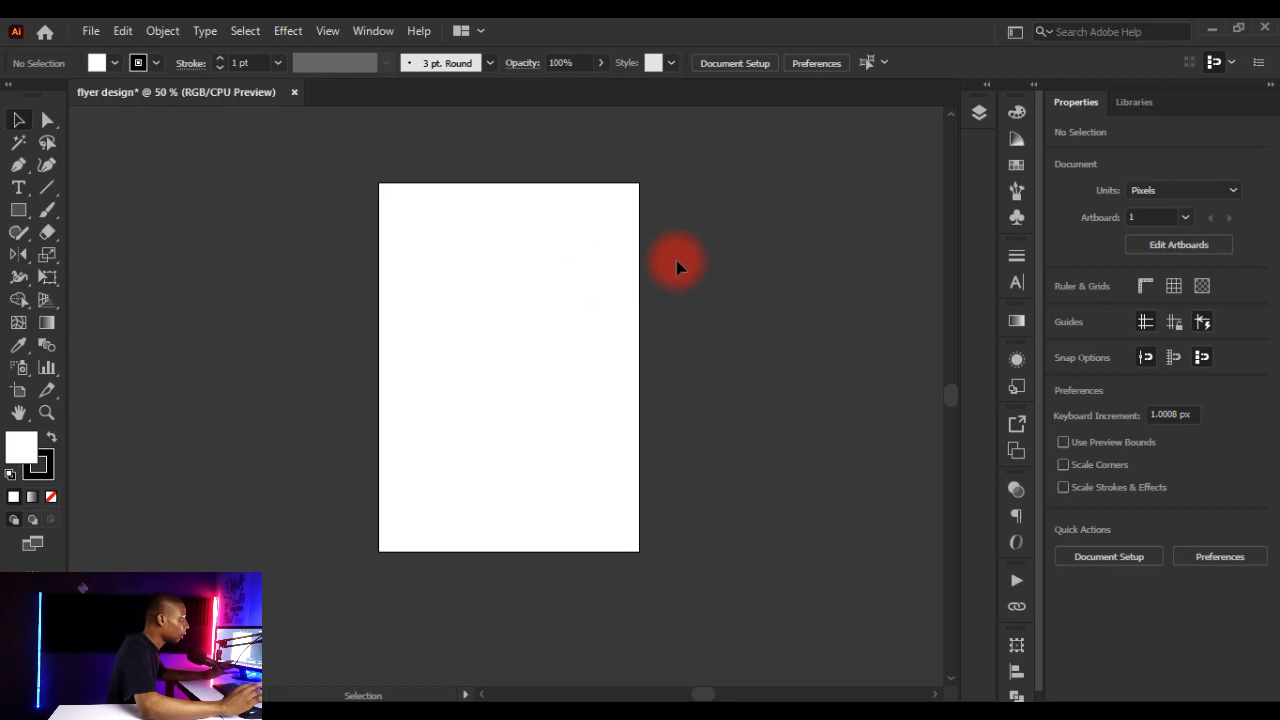 Ai File Edit Object Type Select Effect View Window Help Search Adobe Help
No Selection Stroke: 1 pt 3 pt. Round Opacity: 100% Style: Document Setup Preferences
flyer design* @ 50 % (RGB/CPU Preview) ×
Properties Libraries
No Selection
Document
Units: Pixels
Artboard: 1
Edit Artboards
Ruler & Grids
Guides
Snap Options
Preferences
Keyboard Increment: 1.0008 px
Use Preview Bounds
Scale Corners
Scale Strokes & Effects
Quick Actions
Document Setup Preferences
Selection